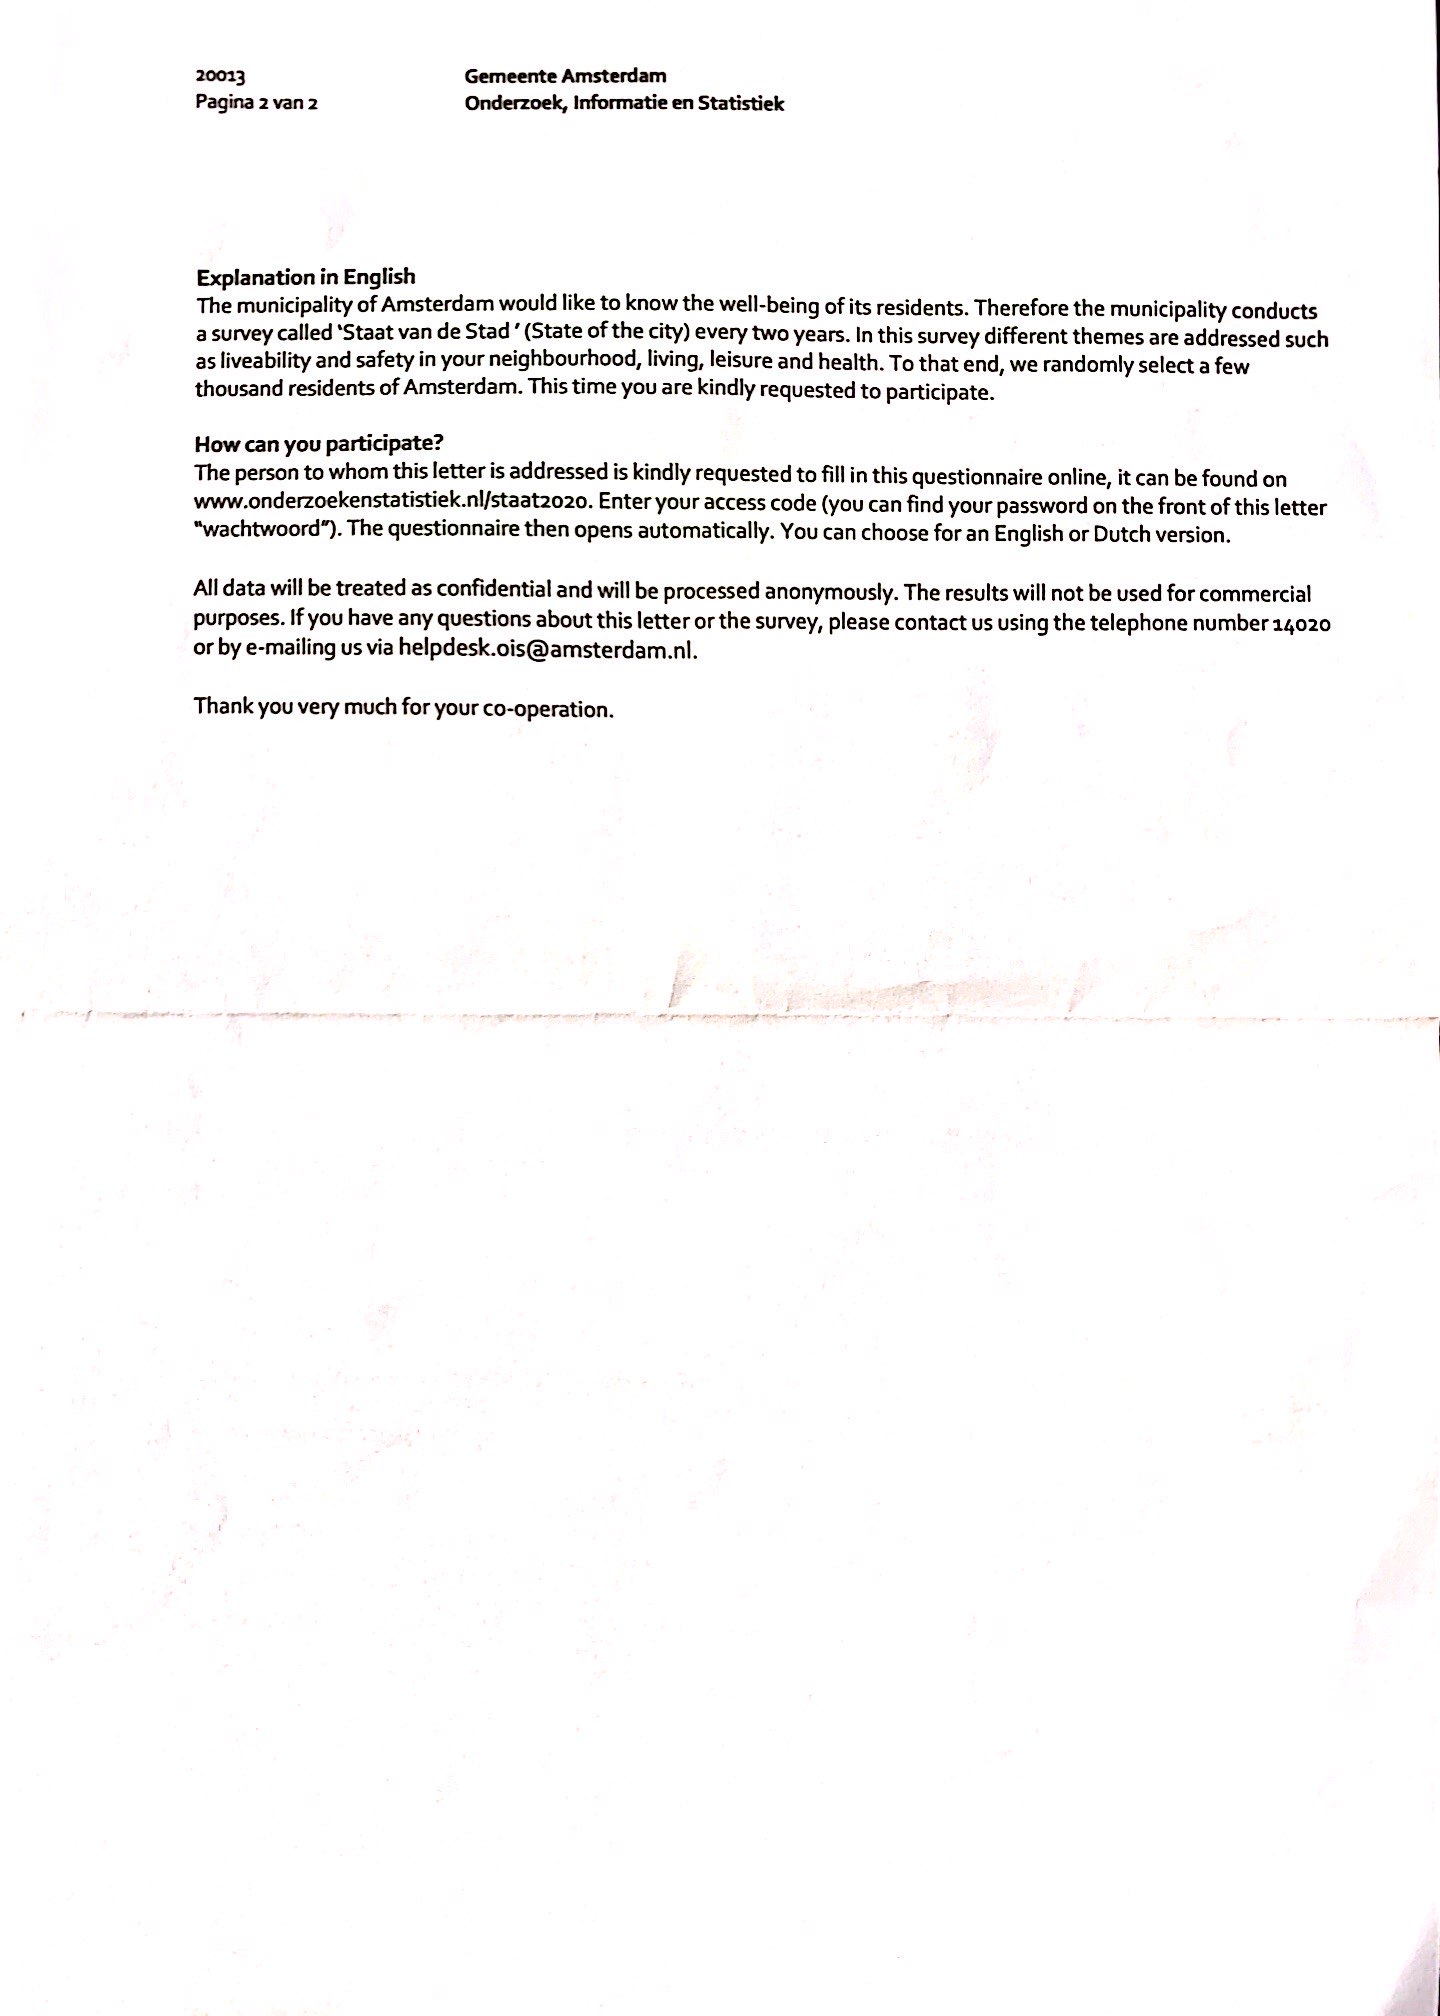 20013
Pagina 2 van 2
Gemeente Amsterdam
Onderzoek, Informatie en Statistiek
Explanation in English
The municipality of Amsterdam would like to know the well-being of its residents. Therefore the municipality conducts
a survey called ‘Staat van de Stad ’ (State of the city) every two years. In this survey different themes are addressed such
as liveability and safety in your neighbourhood, living, leisure and health. To that end, we randomly select a few
thousand residents of Amsterdam. This time you are kindly requested to participate.
How can you participate?
The person to whom this letter is addressed is kindly requested to fill in this questionnaire online, it can be found on
www.onderzoekenstatistiek.nl/staat2020. Enter your access code (you can find your password on the front of this letter
"wachtwoord"). The questionnaire then opens automatically. You can choose for an English or Dutch version.
All data will be treated as confidential and will be processed anonymously. The results will not be used for commercial
purposes. If you have any questions about this letter or the survey, please contact us using the telephone number 14020
or by e-mailing us via helpdesk.ois@amsterdam.nl.
Thank you very much for your co-operation.